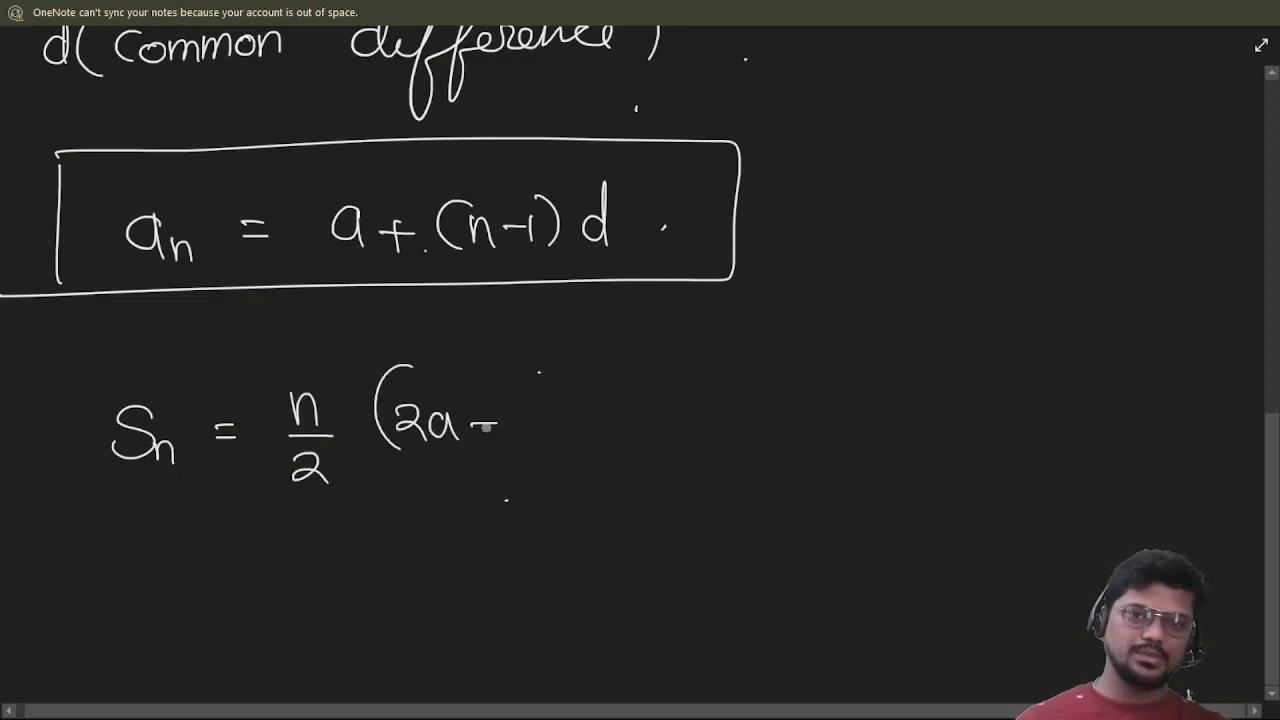 OneNote can't sync your notes because your account is out of space.
d(common difference)
aₙ = a + (n-1) d .
Sₙ = n/2 (2a -